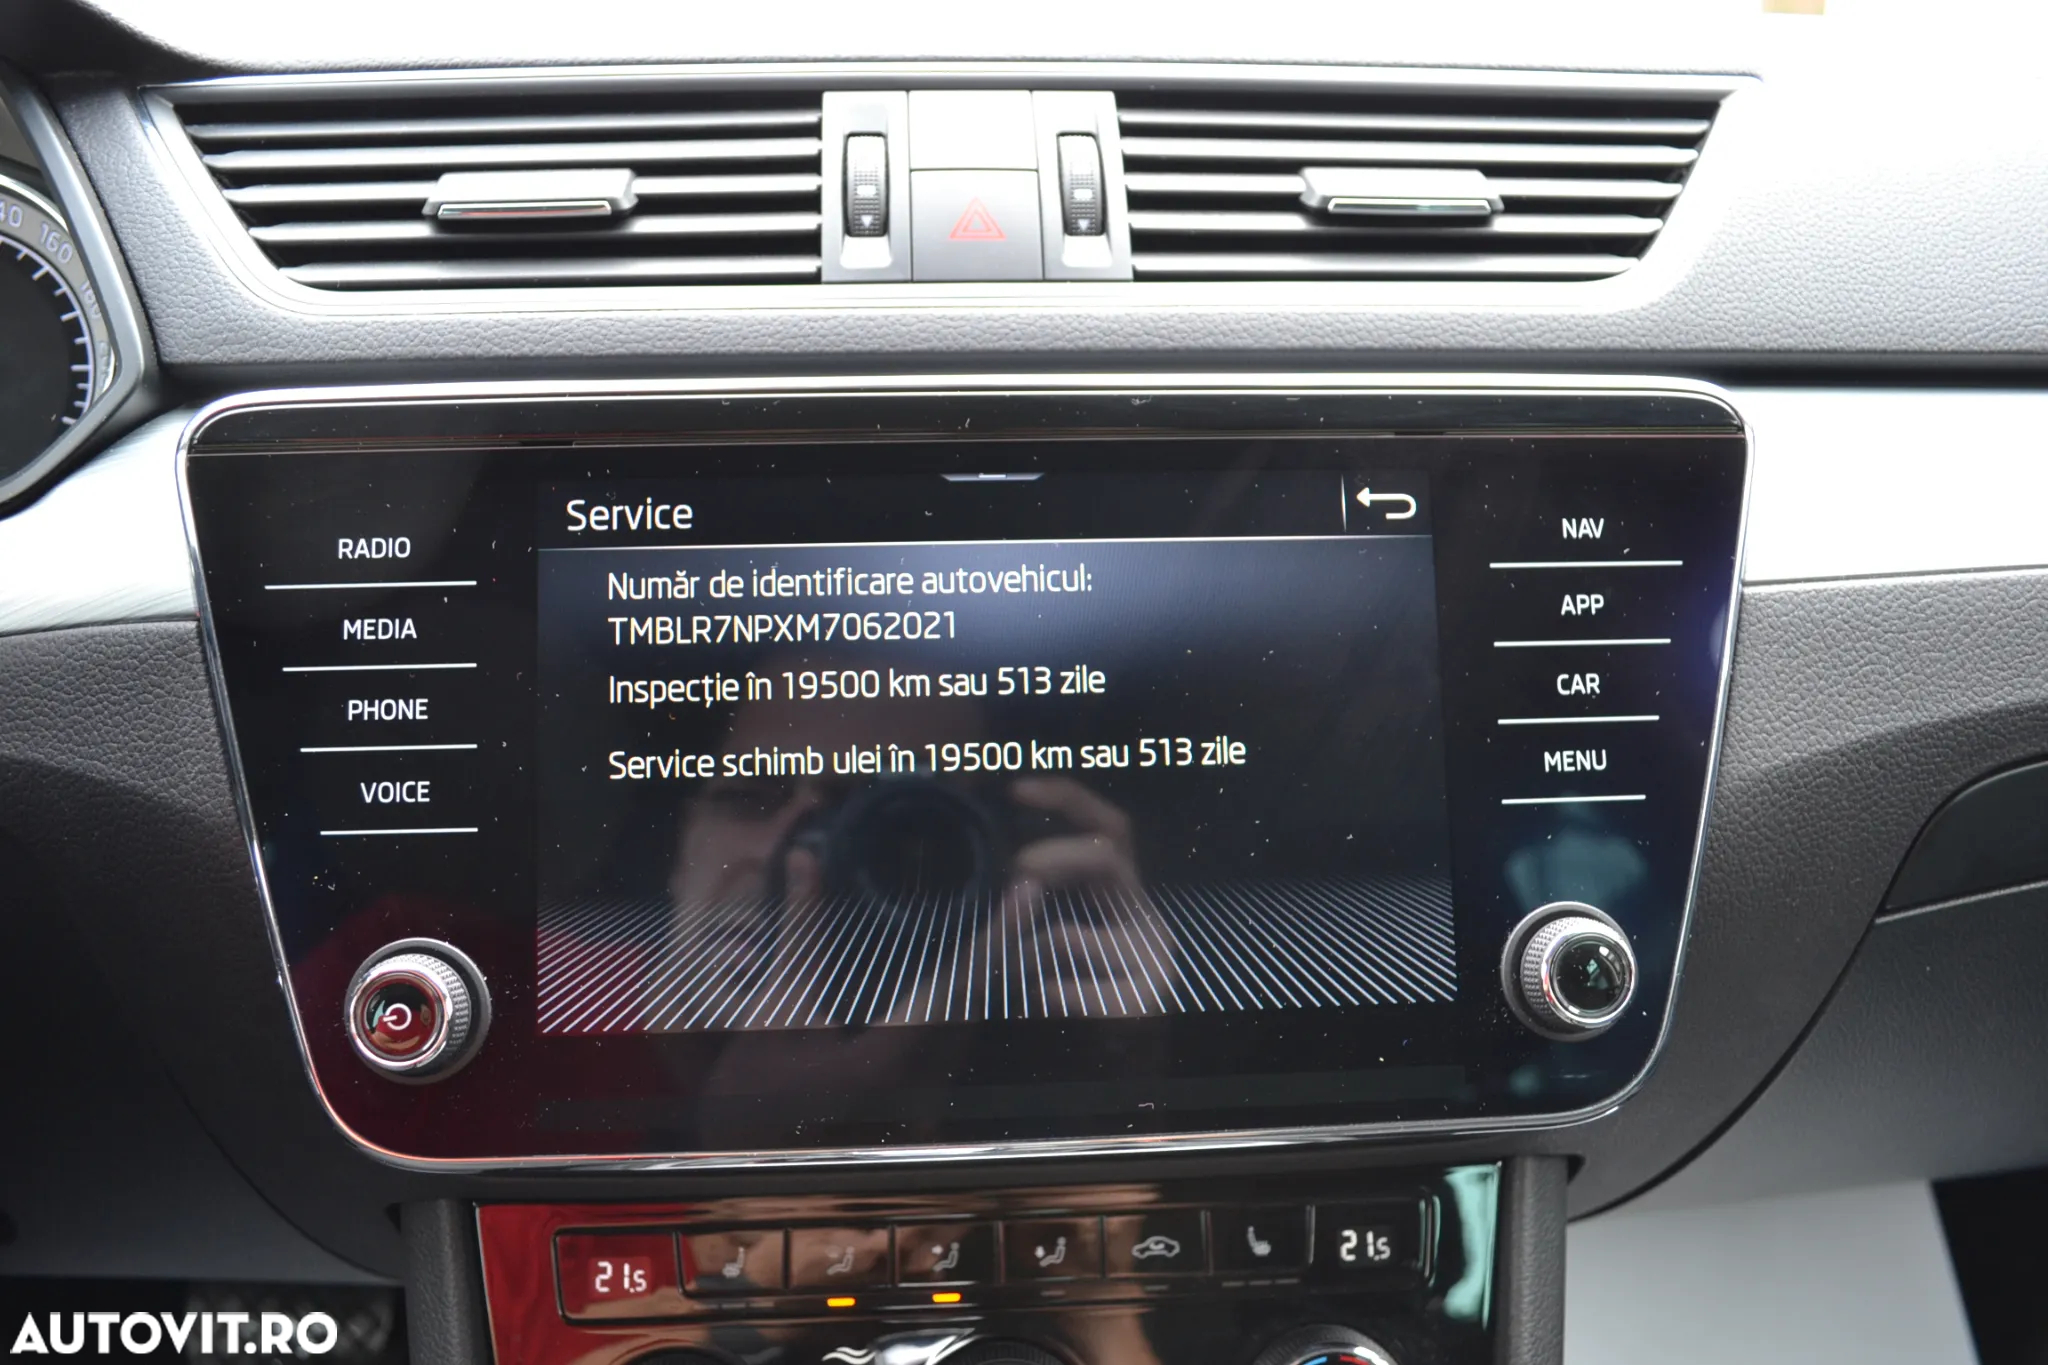 160
Service
RADIO
MEDIA
PHONE
VOICE
Număr de identificare autovehicul:
TMBLR7NPXM7062021
Inspecție în 19500 km sau 513 zile
Service schimb ulei în 19500 km sau 513 zile
NAV
APP
CAR
MENU
21.5
21.5
AUTOVIT.RO